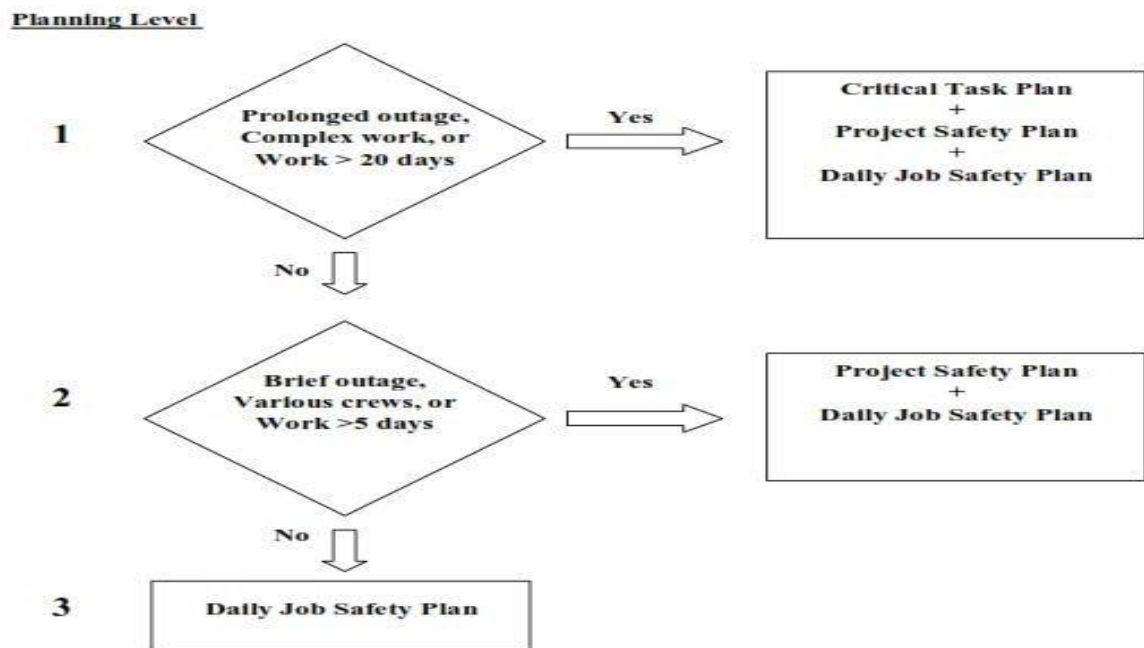 Planning Level
1
Prolonged outage,
Complex work, or
Work > 20 days
Yes
Critical Task Plan
+
Project Safety Plan
+
Daily Job Safety Plan
No
2
Brief outage,
Various crews, or
Work >5 days
Yes
Project Safety Plan
+
Daily Job Safety Plan
No
3
Daily Job Safety Plan